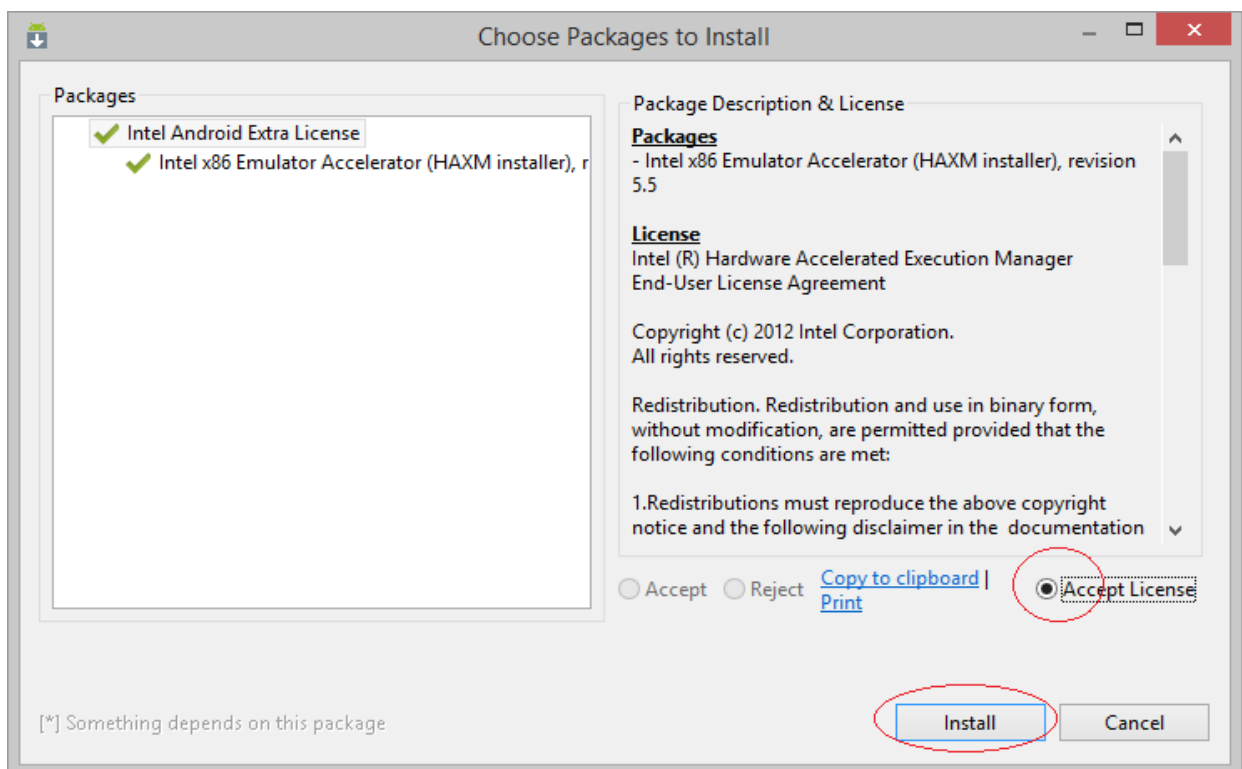 Choose Packages to Install
Packages
Intel Android Extra License
Intel x86 Emulator Accelerator (HAXM installer), r
Package Description & License
Packages
- Intel x86 Emulator Accelerator (HAXM installer), revision
5.5
License
Intel (R) Hardware Accelerated Execution Manager
End-User License Agreement
Copyright (c) 2012 Intel Corporation.
All rights reserved.
Redistribution. Redistribution and use in binary form,
without modification, are permitted provided that the
following conditions are met:
1.Redistributions must reproduce the above copyright
notice and the following disclaimer in the  documentation
Accept Reject Copy to clipboard | Accept License
Print
[*] Something depends on this package
Install Cancel